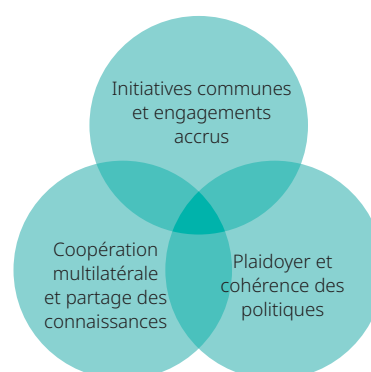 Initiatives communes
et engagements
accrus
Coopération
multilatérale
et partage des
connaissances
Plaidoyer et
cohérence des
politiques